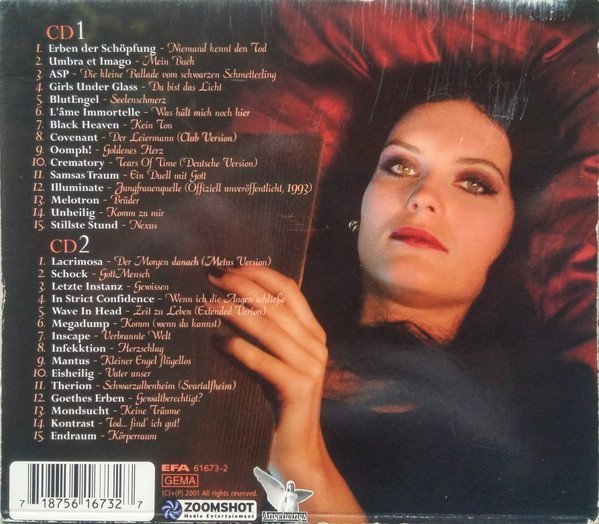 CD1
1. Erben der Schöpfung - Niemand kennt den Tod
2. Umbra et Imago - Mein Buch
3. ASP - Die kleine Ballade vom schwarzen Schmetterling
4. Girls Under Glass - Du bist das Licht
5. BlutEngel - Seelenschmerz
6. L'âme Immortelle - Was hält mich noch hier
7. Black Heaven - Kein Ton
8. Covenant - Der Leiermann (Club Version)
9. Oomph! - Goldenes Herz
10. Crematory - Tears Of Time (Deutsche Version)
11. SamsasTraum - Ein Duell mit Gott
12. Illuminate - Jungfrauenquelle (Offiziell unveröffentlicht, 1993)
13. Melotron - Brüder
14. Unheilig - Komm zu mir
15. Stillste Stund - Nexus
CD2
1. Lacrimosa - Der Morgen danach (Metus Version)
2. Schock - GottMensch
3. Letzte Instanz - Gewissen
4. In Strict Confidence - Wenn ich die Augen schließe
5. Wave In Head - Zeil zu Leben (Extended Verion)
6. Megadump - Komm (wenn du kannst)
7. Inscape - Verbrannte Welt
8. Infekktion - Herzschlag
9. Mantus - Kleiner Engel flügellos
10. Eisheilig - Vater unser
11. Therion - Schwarzalbenheim (Svartalfheim)
12. Goethes Erben - Gewaltberechtigt?
13. Mondsucht - Keine Träume
14. Kontrast - Tod... find' ich gut!
15. Endraum - Körperraum
7 18756 16732 7
EFA 61673-2
GEMA
(C)+(P) 2001 All rights reserved.
ZOOMSHOT
Media Entertainment
Angelwings